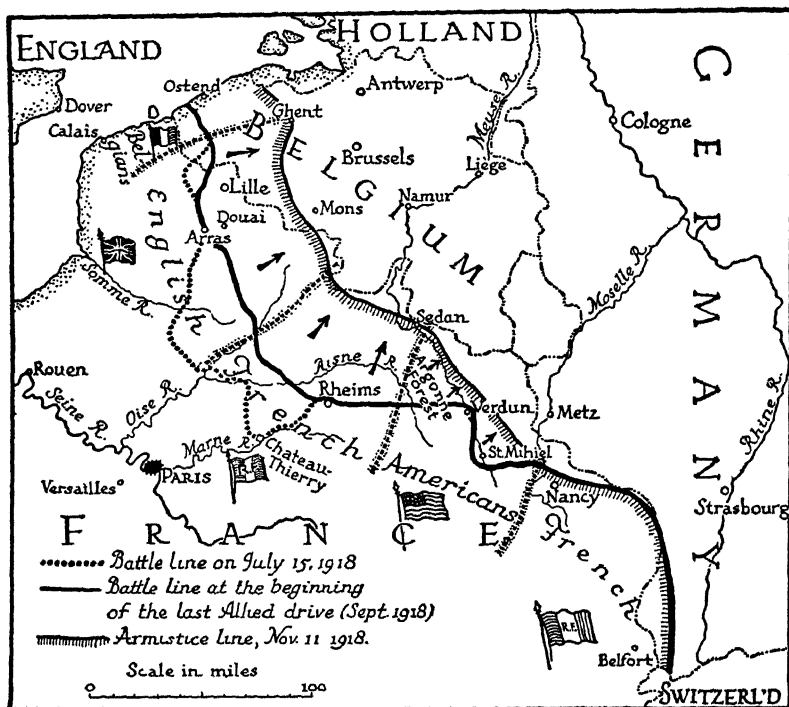 ENGLAND
HOLLAND
GERMANY
Ostend
Antwerp
Dover
Calais
Ghent
Cologne
Belgians
BELGIUM
Meuse R.
Brussels
Liége
English
Lille
Namur
Douai
Mons
Arras
Moselle R.
Somme R.
Sedan
Rouen
Aisne R.
Argonne Forest
Oise R.
Seine R.
Rheims
Verdun
Metz
Rhine R.
French
Marne R.
Chateau-
Thierry
St Mihiel
PARIS
Americans
Nancy
Versailles
Strasbourg
FRANCE
French
Battle line on July 15, 1918
Battle line at the beginning
of the last Allied drive (Sept. 1918)
R.F.
Armistice line, Nov. 11 1918.
Belfort
Scale in miles
0 100
SWITZERL'D